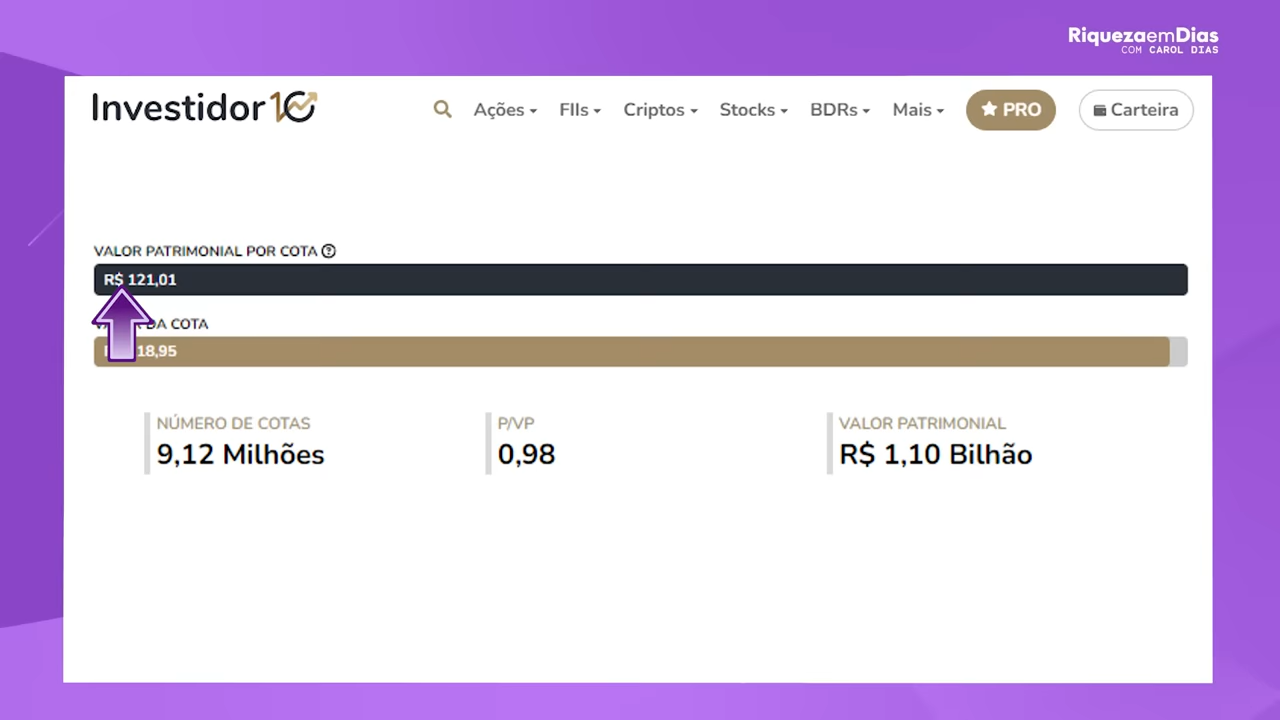 RiquezaemDias
COM CAROL DIAS
Investidor10
Ações FIIs Criptos Stocks BDRs Mais PRO Carteira
VALOR PATRIMONIAL POR COTA
R$ 121,01
DA COTA
18,95
NÚMERO DE COTAS P/VP VALOR PATRIMONIAL
9,12 Milhões 0,98 R$ 1,10 Bilhão